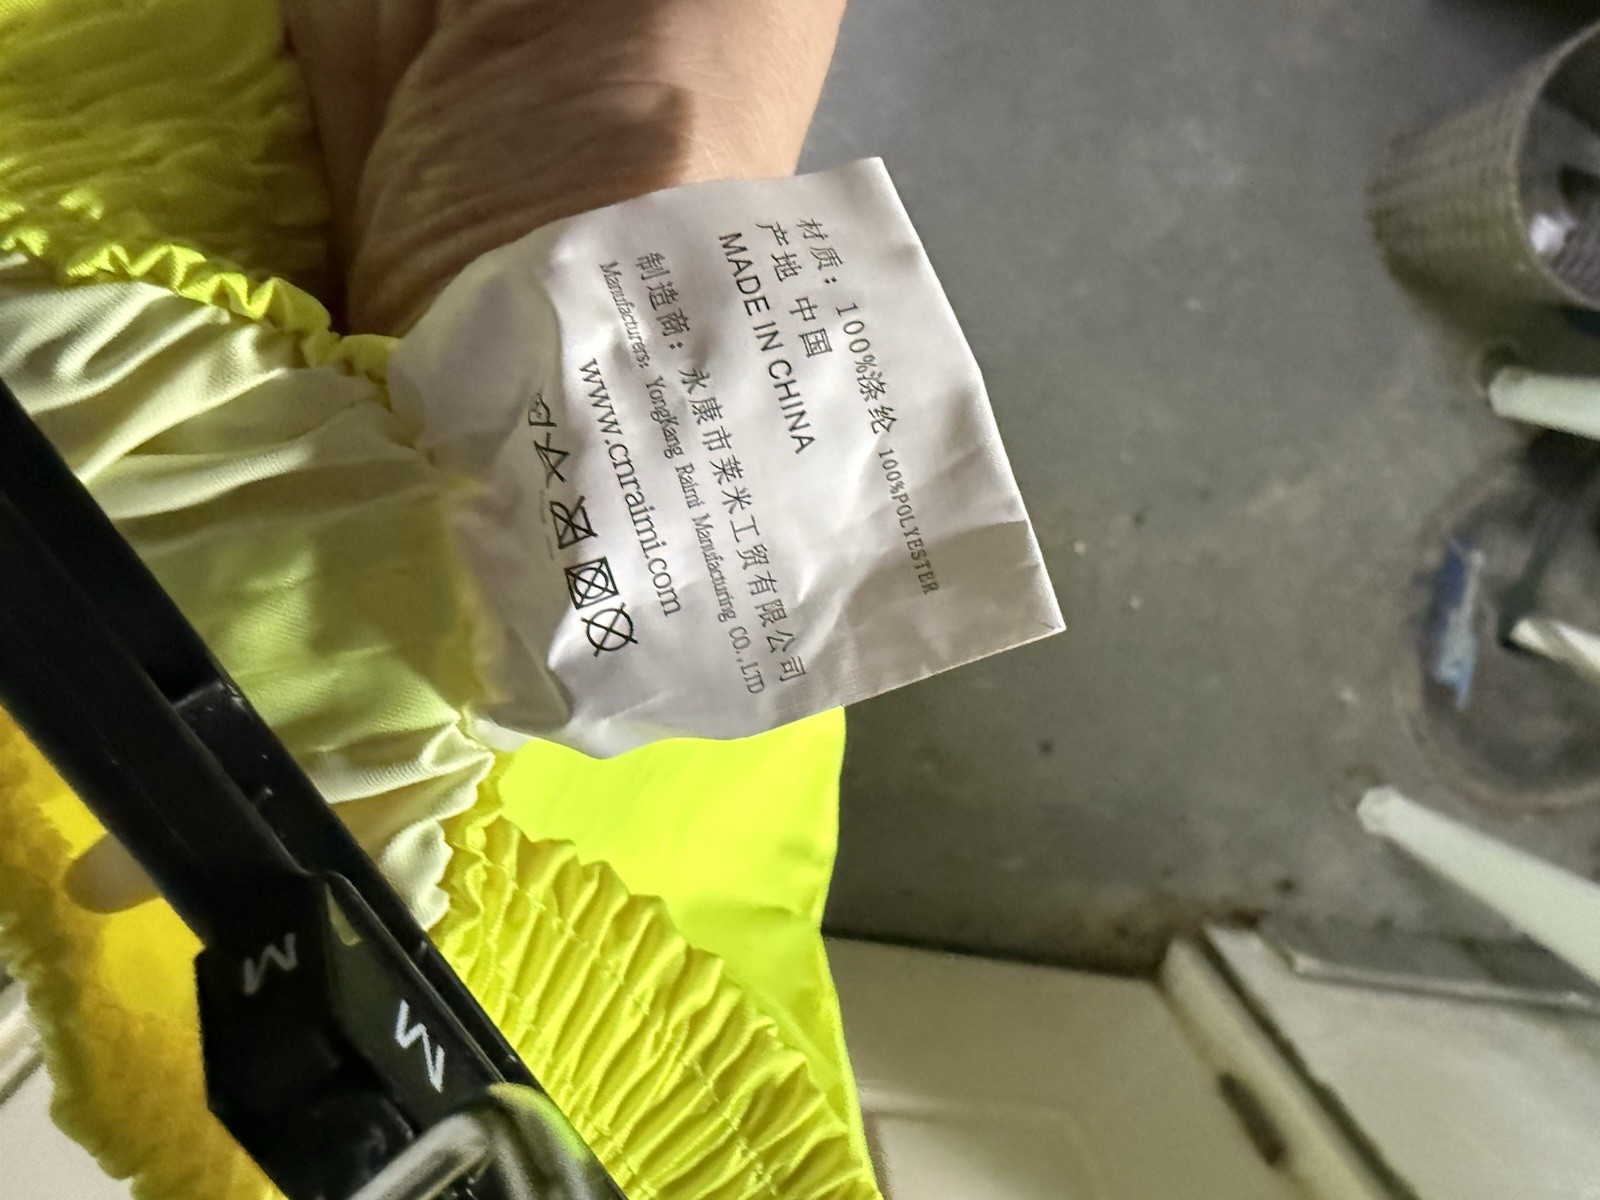 材质：100%涤纶 100%POLYESTER
产地 中国
MADE IN CHINA
制造商：永康市莱米工贸有限公司
Manufacturers: YongKang Raimi Manufacturing CO.,LTD
www.cnraimi.com
M
M